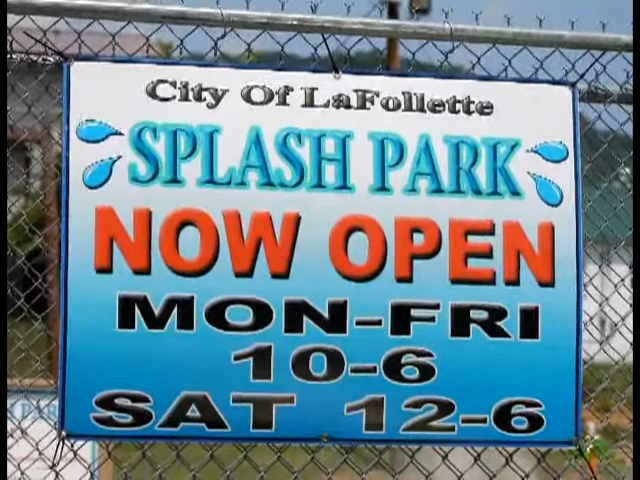 City Of LaFollette
SPLASH PARK
NOW OPEN
MON-FRI
10-6
SAT 12-6